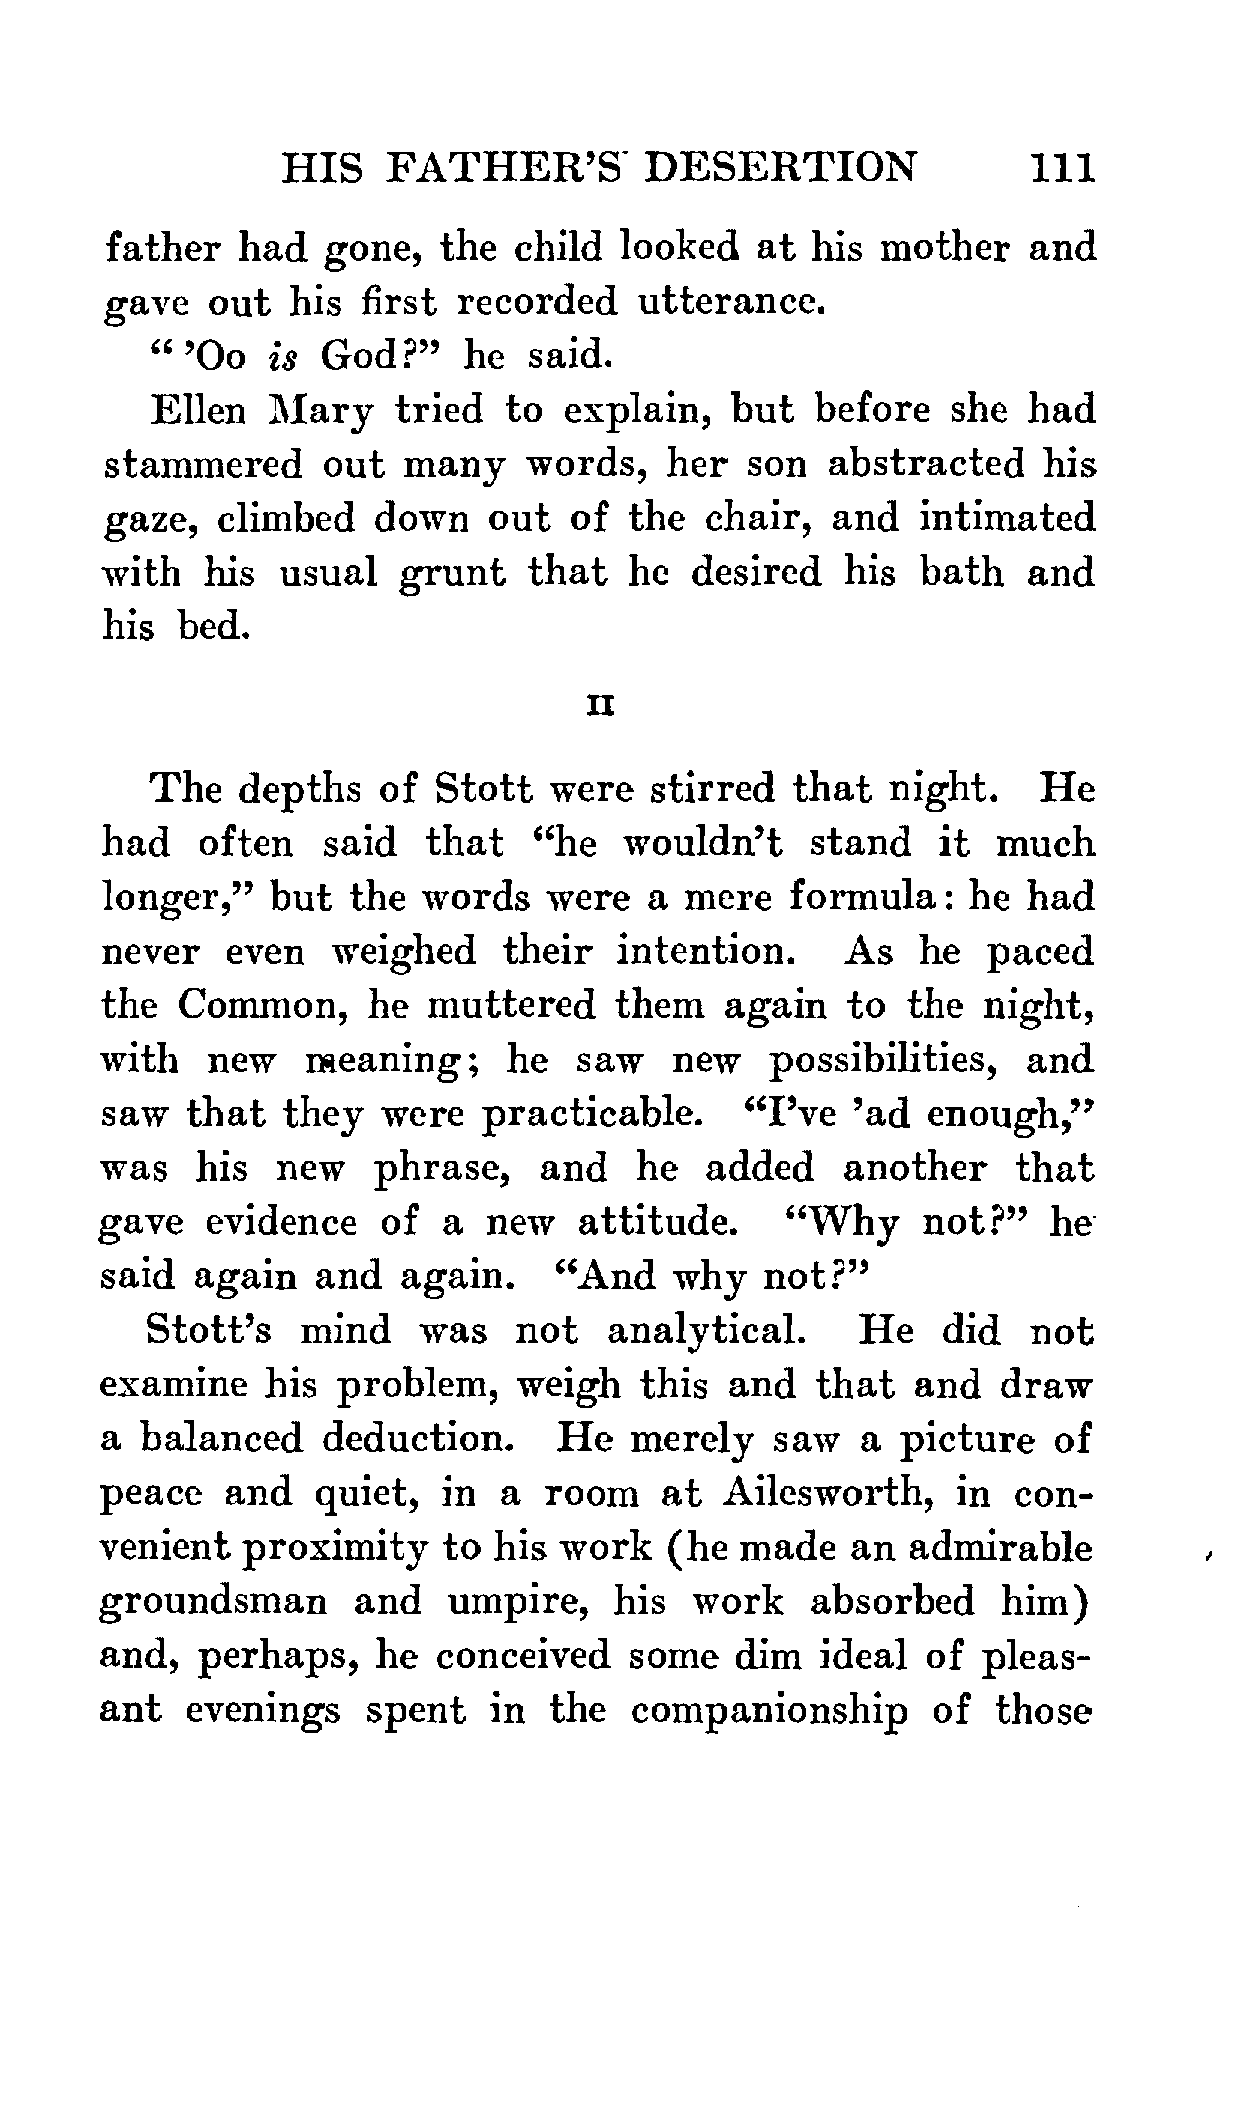 HIS FATHER'S DESERTION 111
father had gone, the child looked at his mother and
gave out his first recorded utterance.
“ ’Oo is God?” he said.
Ellen Mary tried to explain, but before she had
stammered out many words, her son abstracted his
gaze, climbed down out of the chair, and intimated
with his usual grunt that he desired his bath and
his bed.
II
The depths of Stott were stirred that night. He
had often said that “he wouldn’t stand it much
longer,” but the words were a mere formula: he had
never even weighed their intention. As he paced
the Common, he muttered them again to the night,
with new meaning; he saw new possibilities, and
saw that they were practicable. “I’ve ’ad enough,”
was his new phrase, and he added another that
gave evidence of a new attitude. “Why not?” he
said again and again. “And why not?”
Stott’s mind was not analytical. He did not
examine his problem, weigh this and that and draw
a balanced deduction. He merely saw a picture of
peace and quiet, in a room at Ailesworth, in con-
venient proximity to his work (he made an admirable
groundsman and umpire, his work absorbed him)
and, perhaps, he conceived some dim ideal of pleas-
ant evenings spent in the companionship of those